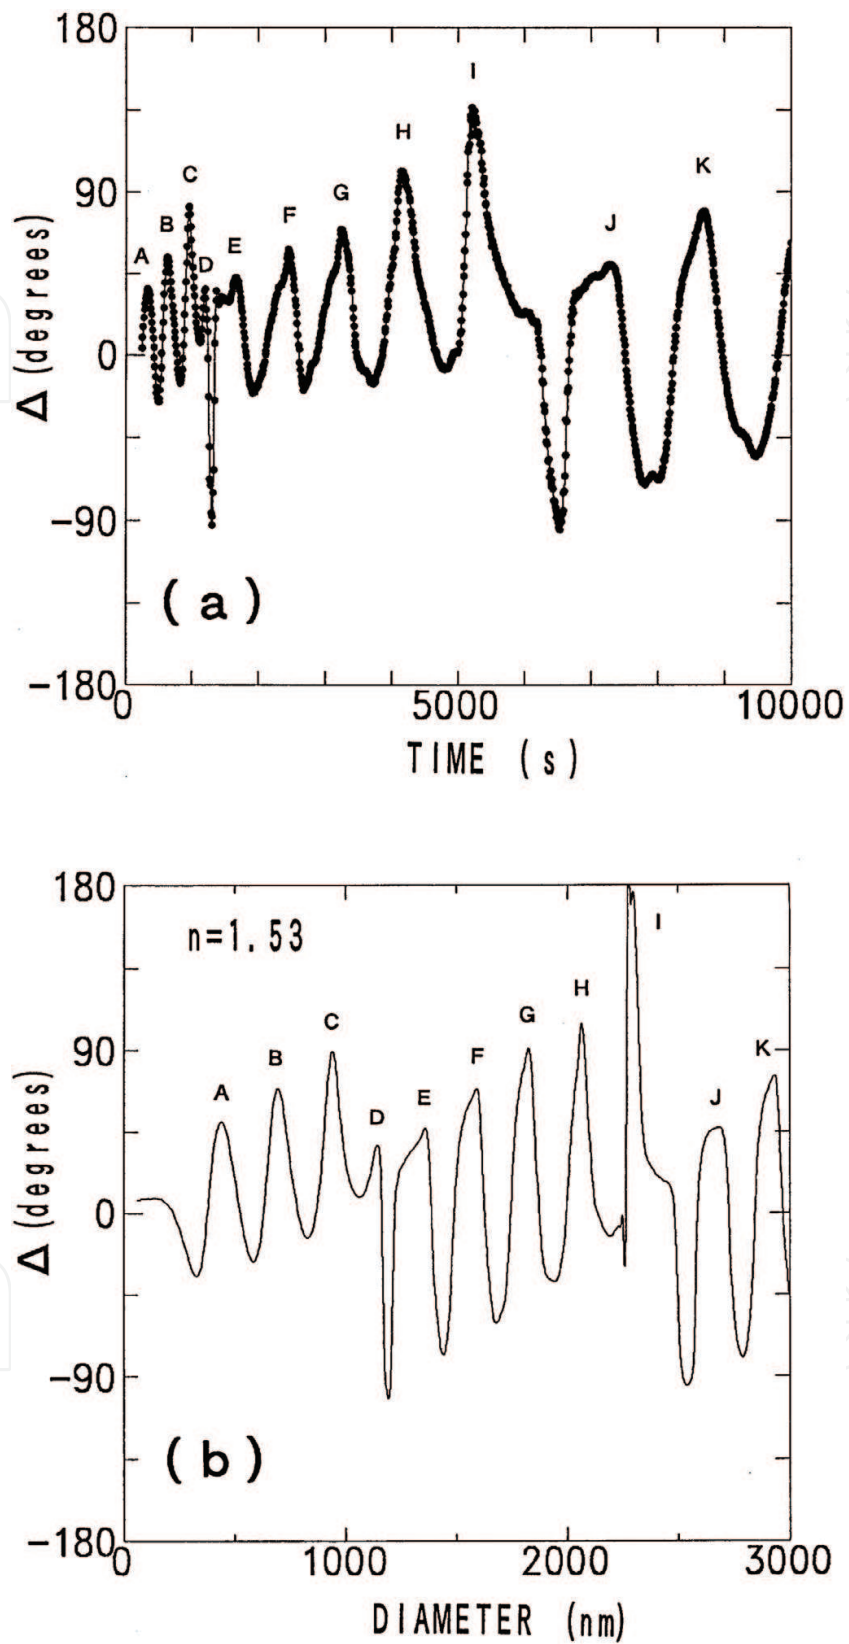 180
I
H
C
K
90
B
G
F
J
A
D
E
0
Δ (degrees)
−90
(a)
−180
0
5000
10000
TIME (s)
180
n=1.53
I
H
C
G
K
90
B
F
A
E
J
D
0
Δ (degrees)
−90
(b)
−180
0
1000
2000
3000
DIAMETER (nm)